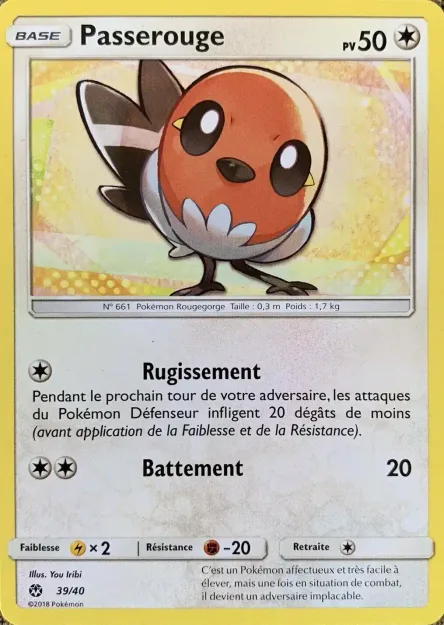 BASE Passerouge PV50
N° 661 Pokémon Rougegorge Taille : 0,3 m Poids : 1,7 kg
Rugissement
Pendant le prochain tour de votre adversaire, les attaques
du Pokémon Défenseur infligent 20 dégâts de moins
(avant application de la Faiblesse et de la Résistance).
Battement 20
Faiblesse ×2 Résistance -20 Retraite
Illus. You Iribi
39/40
©2018 Pokémon
C'est un Pokémon affectueux et très facile à
élever, mais une fois en situation de combat,
il devient un adversaire implacable.